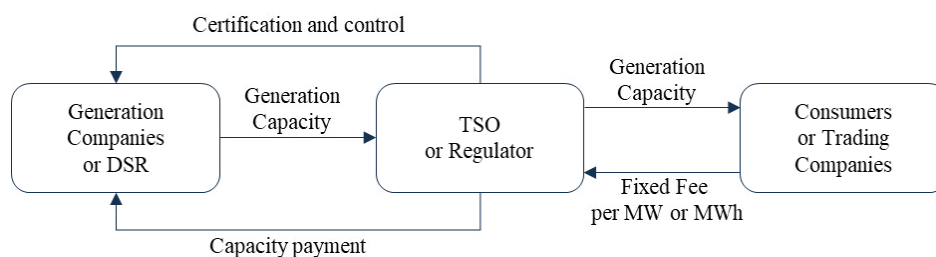 Certification and control
Generation
Companies
or DSR
Generation
Capacity
TSO
or Regulator
Generation
Capacity
Fixed Fee
per MW or MWh
Consumers
or Trading
Companies
Capacity payment